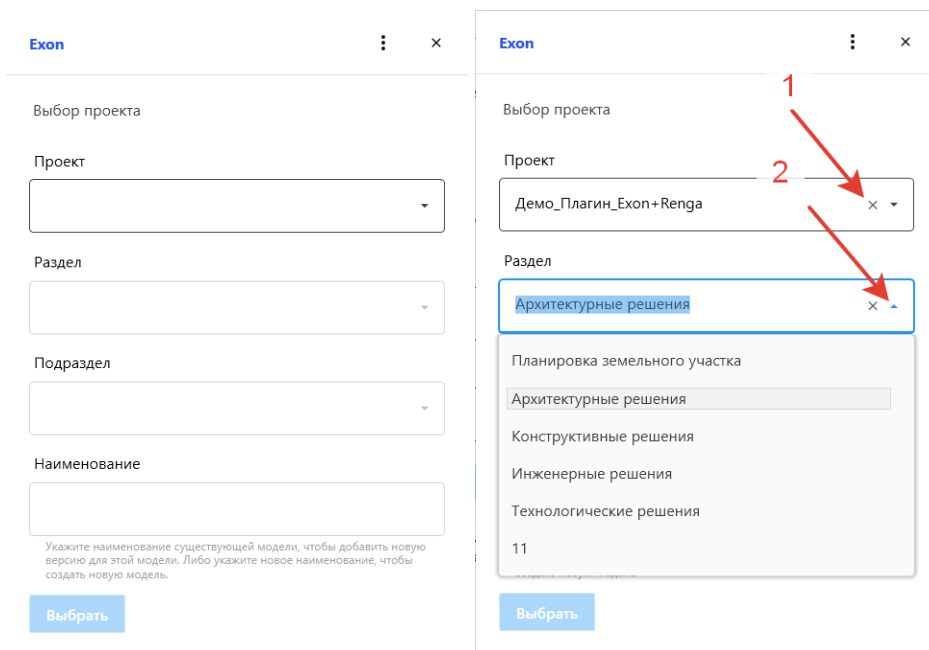 Exon
Выбор проекта
Проект
Раздел
Подраздел
Наименование
Укажите наименование существующей модели, чтобы добавить новую
версию для этой модели. Либо укажите новое наименование, чтобы
создать новую модель.
Выбрать
Exon
1
Выбор проекта
Проект
2
Демо_Плагин_Exon+Renga
Раздел
Архитектурные решения
Планировка земельного участка
Архитектурные решения
Конструктивные решения
Инженерные решения
Технологические решения
11
Выбрать